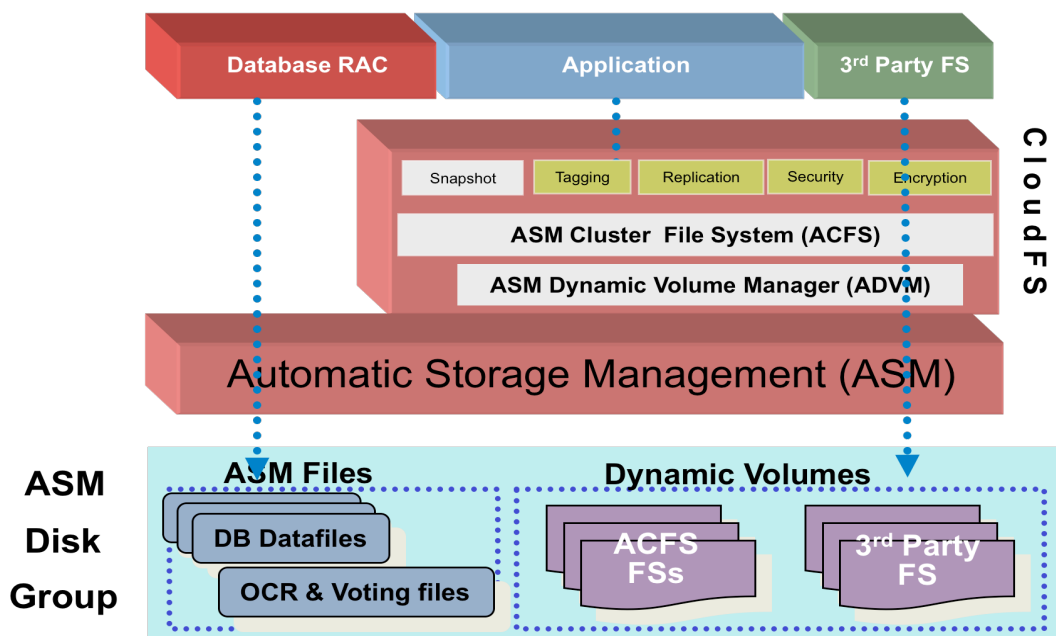 Database RAC
Application
3rd Party FS
Snapshot
Tagging
Replication
Security
Encryption
CloudFS
ASM Cluster File System (ACFS)
ASM Dynamic Volume Manager (ADVM)
Automatic Storage Management (ASM)
ASM
Disk
Group
ASM Files
Dynamic Volumes
DB Datafiles
OCR & Voting files
ACFS
FSs
3rd Party
FS